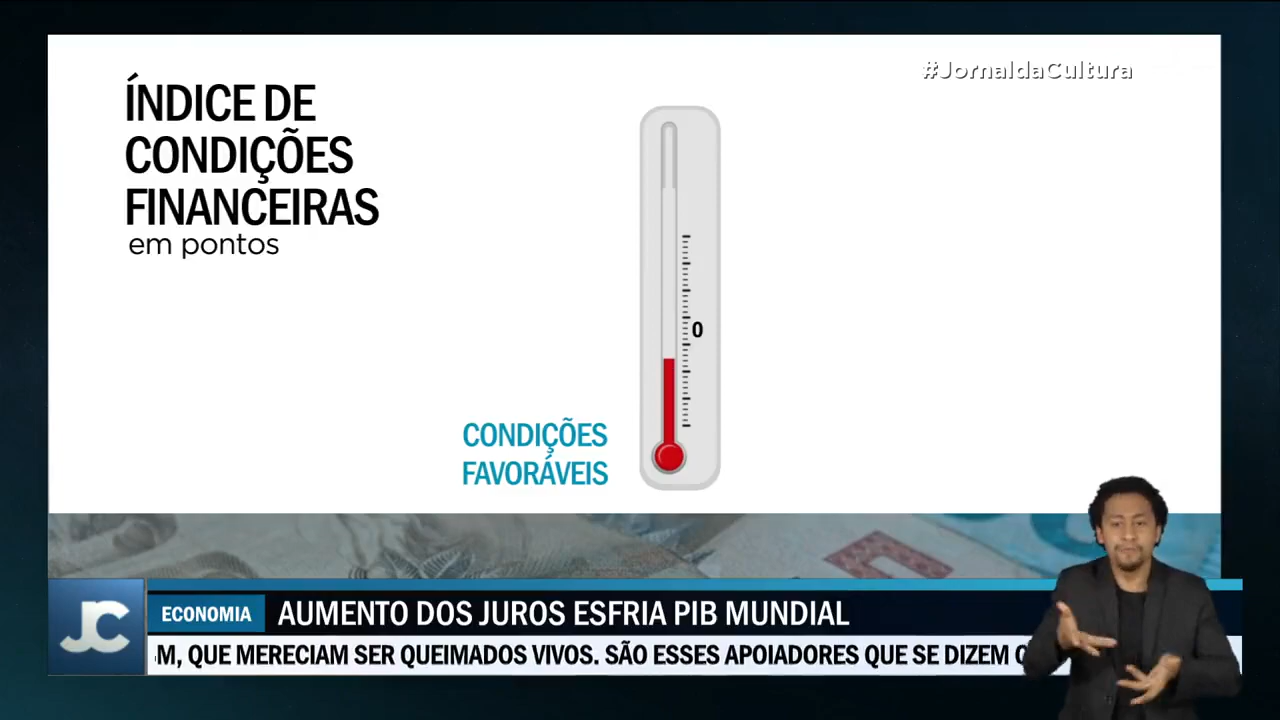 #JornaldaCultura
ÍNDICE DE
CONDIÇÕES
FINANCEIRAS
em pontos
0
CONDIÇÕES
FAVORÁVEIS
JC
ECONOMIA
AUMENTO DOS JUROS ESFRIA PIB MUNDIAL
QUE MERECIAM SER QUEIMADOS VIVOS. SÃO ESSES APOIADORES QUE SE DIZEM